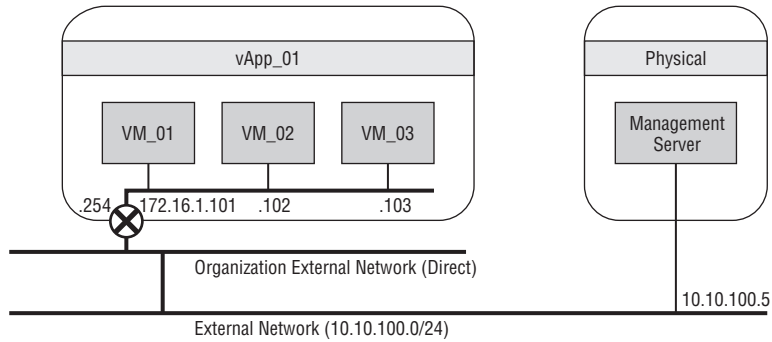 vApp_01
Physical
VM_01
VM_02
VM_03
Management
Server
.254
172.16.1.101
.102
.103
Organization External Network (Direct)
10.10.100.5
External Network (10.10.100.0/24)